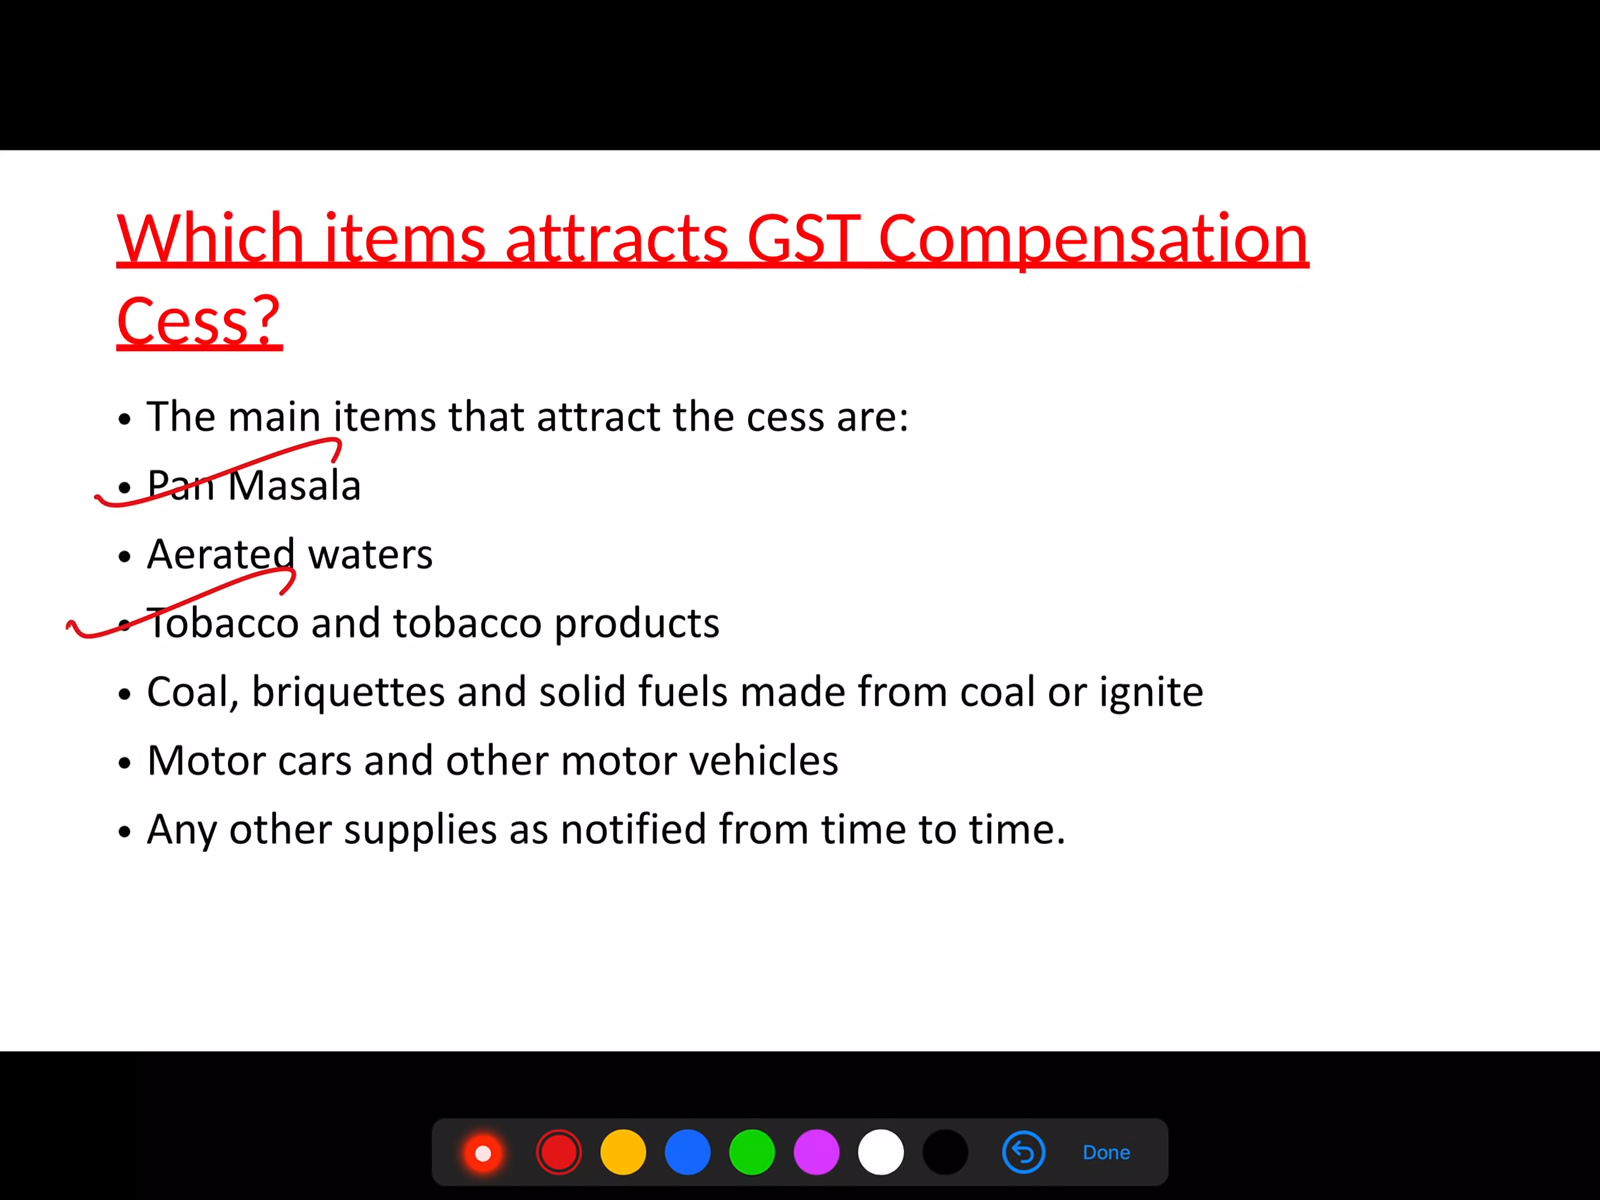 Which items attracts GST Compensation
Cess?
• The main items that attract the cess are:
• Pan Masala
• Aerated waters
• Tobacco and tobacco products
• Coal, briquettes and solid fuels made from coal or ignite
• Motor cars and other motor vehicles
• Any other supplies as notified from time to time.
Done